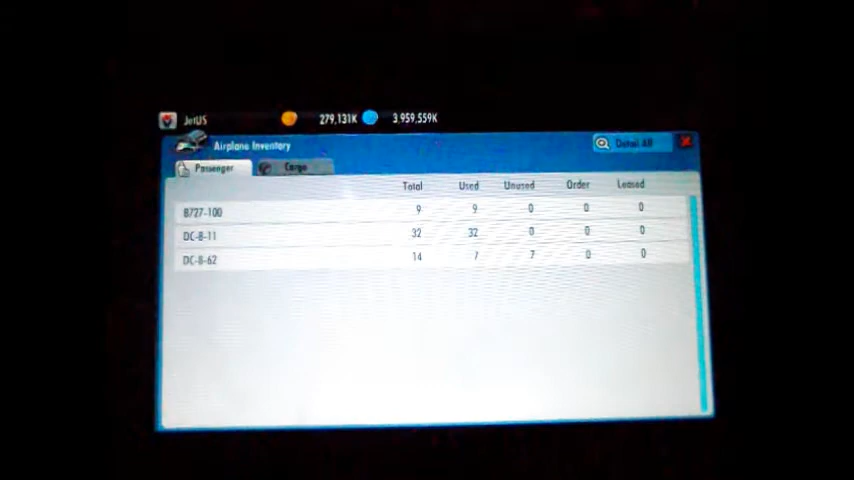 JetUS 279,131K 3,959,559K
Airplane Inventory Detail All
Passenger Cargo
Total Used Unused Order Leased
B727-100 9 9 0 0 0
DC-8-11 32 32 0 0 0
DC-8-62 14 7 7 0 0